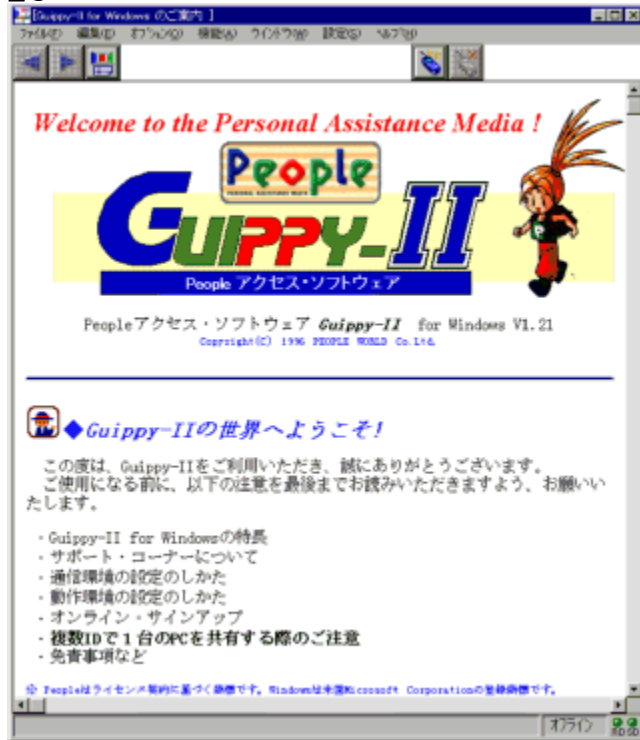 [Guippy-II for Windows のご案内 ]
ファイル(F) 編集(E) オプション(O) 機能(A) ウインドウ(W) 設定(S) ヘルプ(H)
Welcome to the Personal Assistance Media !
People
PERSONAL ASSISTANCE MEDIA
GUIPPY-II
People アクセス・ソフトウェア
Peopleアクセス・ソフトウェア Guippy-II for Windows V1.21
Copyright(C) 1996 PEOPLE WORLD Co.Ltd.
◆Guippy-IIの世界へようこそ!
この度は、Guippy-IIをご利用いただき、誠にありがとうございます。
ご使用になる前に、以下の注意を最後までお読みいただきますよう、お願いい
たします。
・Guippy-II for Windowsの特長
・サポート・コーナーについて
・通信環境の設定のしかた
・動作環境の設定のしかた
・オンライン・サインアップ
・複数IDで1台のPCを共有する際のご注意
・免責事項など
※ Peopleはライセンス契約に基づく商標です。Windowsは米国Microsoft Corporationの登録商標です。
オフライン
RD SD